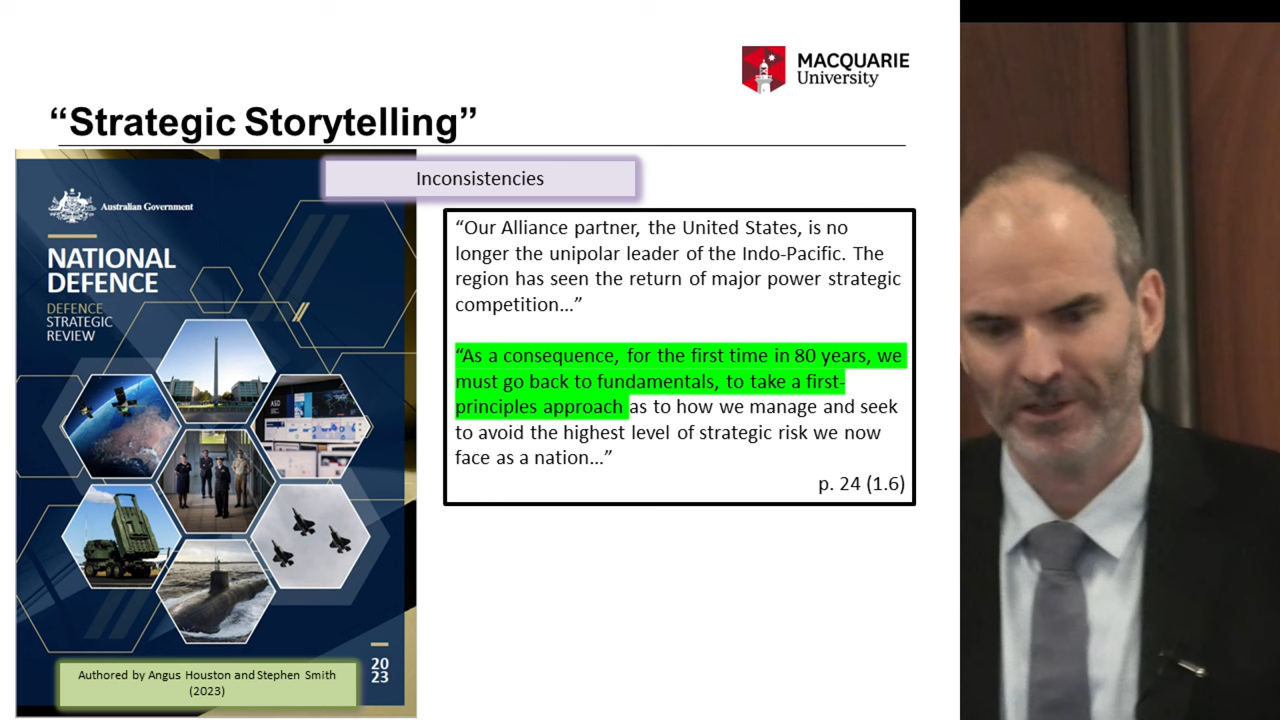 MACQUARIE
University
“Strategic Storytelling”
Inconsistencies
Australian Government
NATIONAL
DEFENCE
DEFENCE
STRATEGIC
REVIEW
20
23
Authored by Angus Houston and Stephen Smith
(2023)
“Our Alliance partner, the United States, is no
longer the unipolar leader of the Indo-Pacific. The
region has seen the return of major power strategic
competition...”
“As a consequence, for the first time in 80 years, we
must go back to fundamentals, to take a first-
principles approach as to how we manage and seek
to avoid the highest level of strategic risk we now
face as a nation...”
p. 24 (1.6)